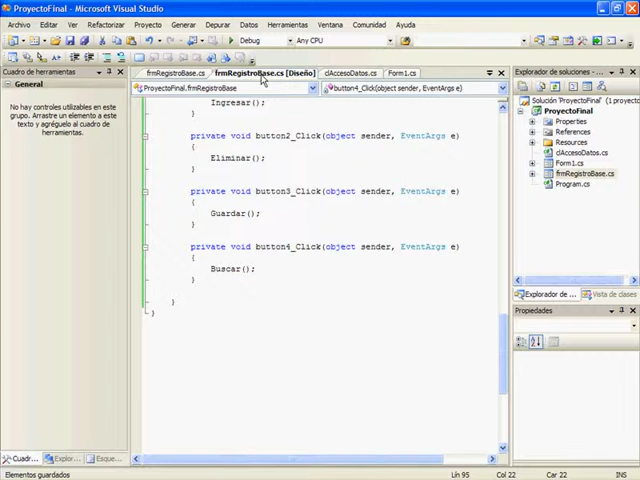 ProyectoFinal - Microsoft Visual Studio
Archivo Editar Ver Refactorizar Proyecto Generar Depurar Datos Herramientas Ventana Comunidad Ayuda
Debug Any CPU
Cuadro de herramientas
General
No hay controles utilizables en este
grupo. Arrastre un elemento a este
texto y agréguelo al cuadro de
herramientas.
Cuadr... Explor... Esque...
frmRegistroBase.cs frmRegistroBase.cs [Diseño] clAccesoDatos.cs Form1.cs
ProyectoFinal.frmRegistroBase button4_Click(object sender, EventArgs e)
Ingresar();
}
private void button2_Click(object sender, EventArgs e)
{
Eliminar();
}
private void button3_Click(object sender, EventArgs e)
{
Guardar();
}
private void button4_Click(object sender, EventArgs e)
{
Buscar();
}
}
}
Explorador de soluciones -
Solución 'ProyectoFinal' (1 proyecto)
ProyectoFinal
Properties
References
Resources
clAccesoDatos.cs
Form1.cs
frmRegistroBase.cs
Program.cs
Explorador de ... Vista de clases
Propiedades
Elementos guardados Lín 95 Col 22 Car 22 INS